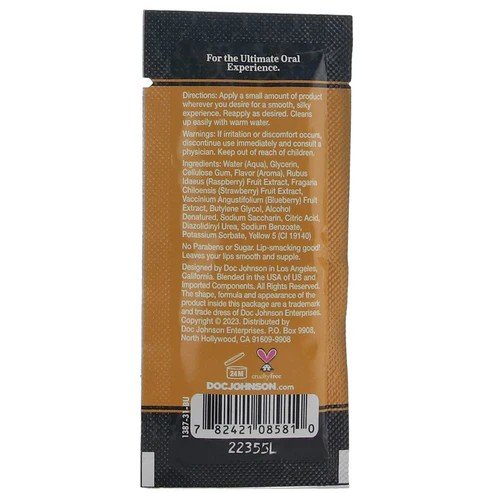 For the Ultimate Oral
Experience.
Directions: Apply a small amount of product
wherever you desire for a smooth, silky
experience. Reapply as desired. Cleans
up easily with warm water.
Warnings: If irritation or discomfort occurs,
discontinue use immediately and consult a
physician. Keep out of reach of children.
Ingredients: Water (Aqua), Glycerin,
Cellulose Gum, Flavor (Aroma), Rubus
Idaeus (Raspberry) Fruit Extract, Fragaria
Chiloensis (Strawberry) Fruit Extract,
Vaccinium Angustifolium (Blueberry) Fruit
Extract, Butylene Glycol, Alcohol
Denatured, Sodium Saccharin, Citric Acid,
Diazolidinyl Urea, Sodium Benzoate,
Potassium Sorbate, Yellow 5 (CI 19140)
No Parabens or Sugar. Lip-smacking good!
Leaves your lips smooth and supple.
Designed by Doc Johnson in Los Angeles,
California. Blended in the USA of US and
Imported Components. All Rights Reserved.
The shape, formula and appearance of the
product inside this package are a trademark
and trade dress of Doc Johnson Enterprises.
Copyright © 2023. Distributed by
Doc Johnson Enterprises. P.O. Box 9908,
North Hollywood, CA 91609-9908
24M
crueltyfree
DOCJOHNSON.com
1387-31-BU
7 82421 08581 0
22355L